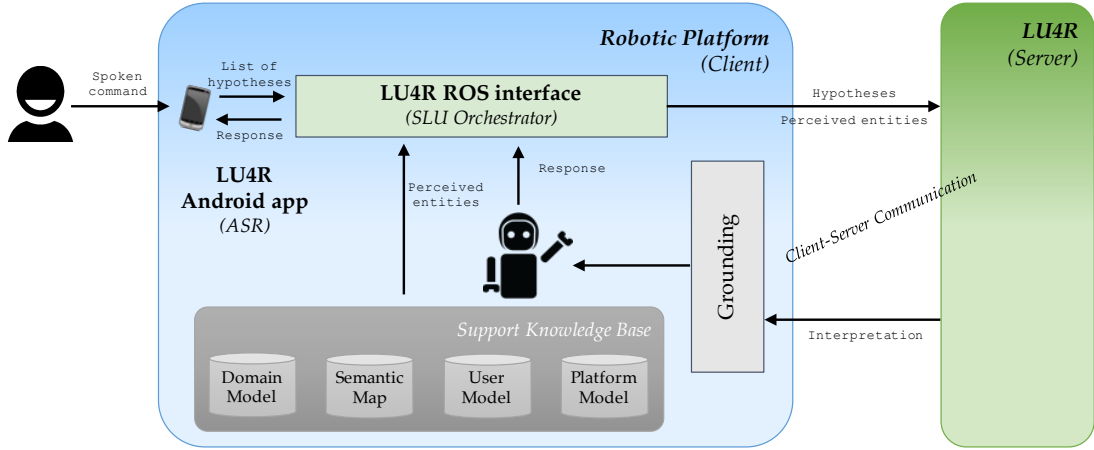 Robotic Platform
(Client)
LU4R
(Server)
Spoken
command
List of
hypotheses
Response
LU4R ROS interface
(SLU Orchestrator)
Hypotheses
Perceived entities
LU4R
Android app
(ASR)
Perceived
entities
Response
Grounding
Client-Server Communication
Interpretation
Support Knowledge Base
Domain
Model
Semantic
Map
User
Model
Platform
Model